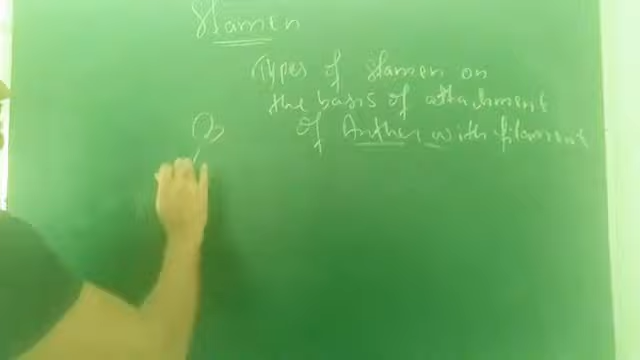 Stamen
Types of stamen on
the basis of attachment
of Anther with filament